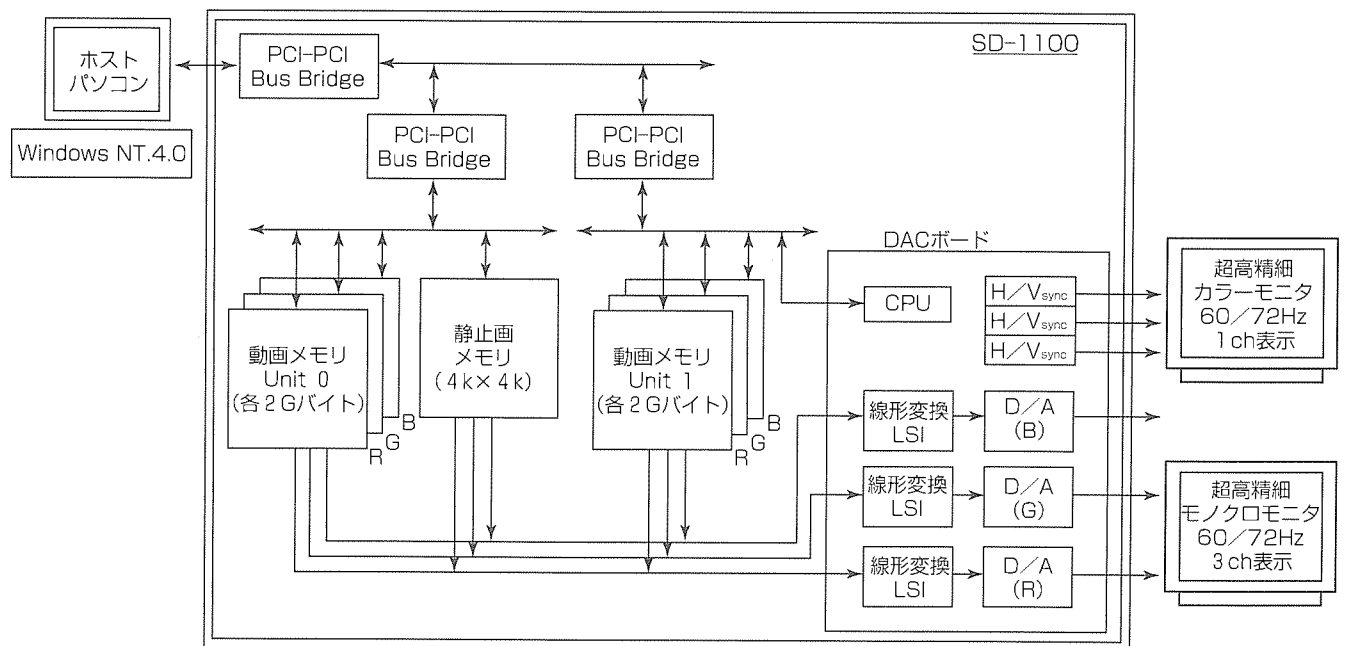 SD-1100
ホスト
パソコン
Windows NT.4.0
PCI-PCI
Bus Bridge
PCI-PCI
Bus Bridge
PCI-PCI
Bus Bridge
動画メモリ
Unit 0
(各2Gバイト)
R
G
B
静止画
メモリ
(4k×4k)
動画メモリ
Unit 1
(各2Gバイト)
R
G
B
DACボード
CPU
H/Vsync
H/Vsync
H/Vsync
線形変換
LSI
D/A
(B)
線形変換
LSI
D/A
(G)
線形変換
LSI
D/A
(R)
超高精細
カラーモニタ
60/72Hz
1ch表示
超高精細
モノクロモニタ
60/72Hz
3ch表示